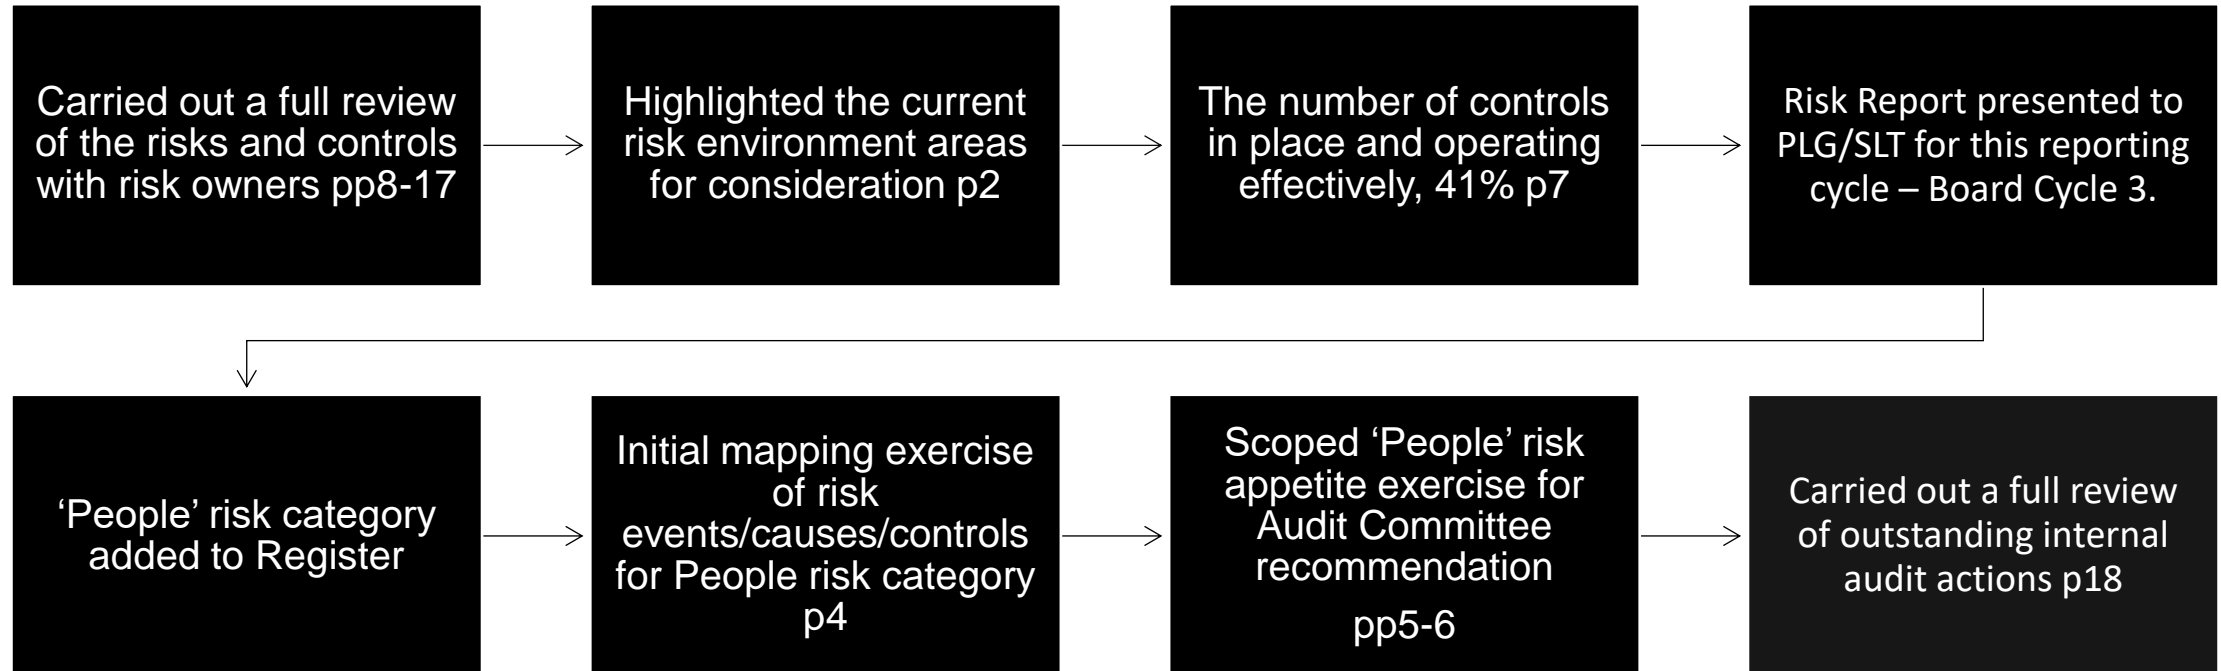 Carried out a full review
of the risks and controls
with risk owners pp8-17
Highlighted the current
risk environment areas
for consideration p2
The number of controls
in place and operating
effectively, 41% p7
Risk Report presented to
PLG/SLT for this reporting
cycle – Board Cycle 3.
‘People’ risk category
added to Register
Initial mapping exercise
of risk
events/causes/controls
for People risk category
p4
Scoped ‘People’ risk
appetite exercise for
Audit Committee
recommendation
pp5-6
Carried out a full review
of outstanding internal
audit actions p18